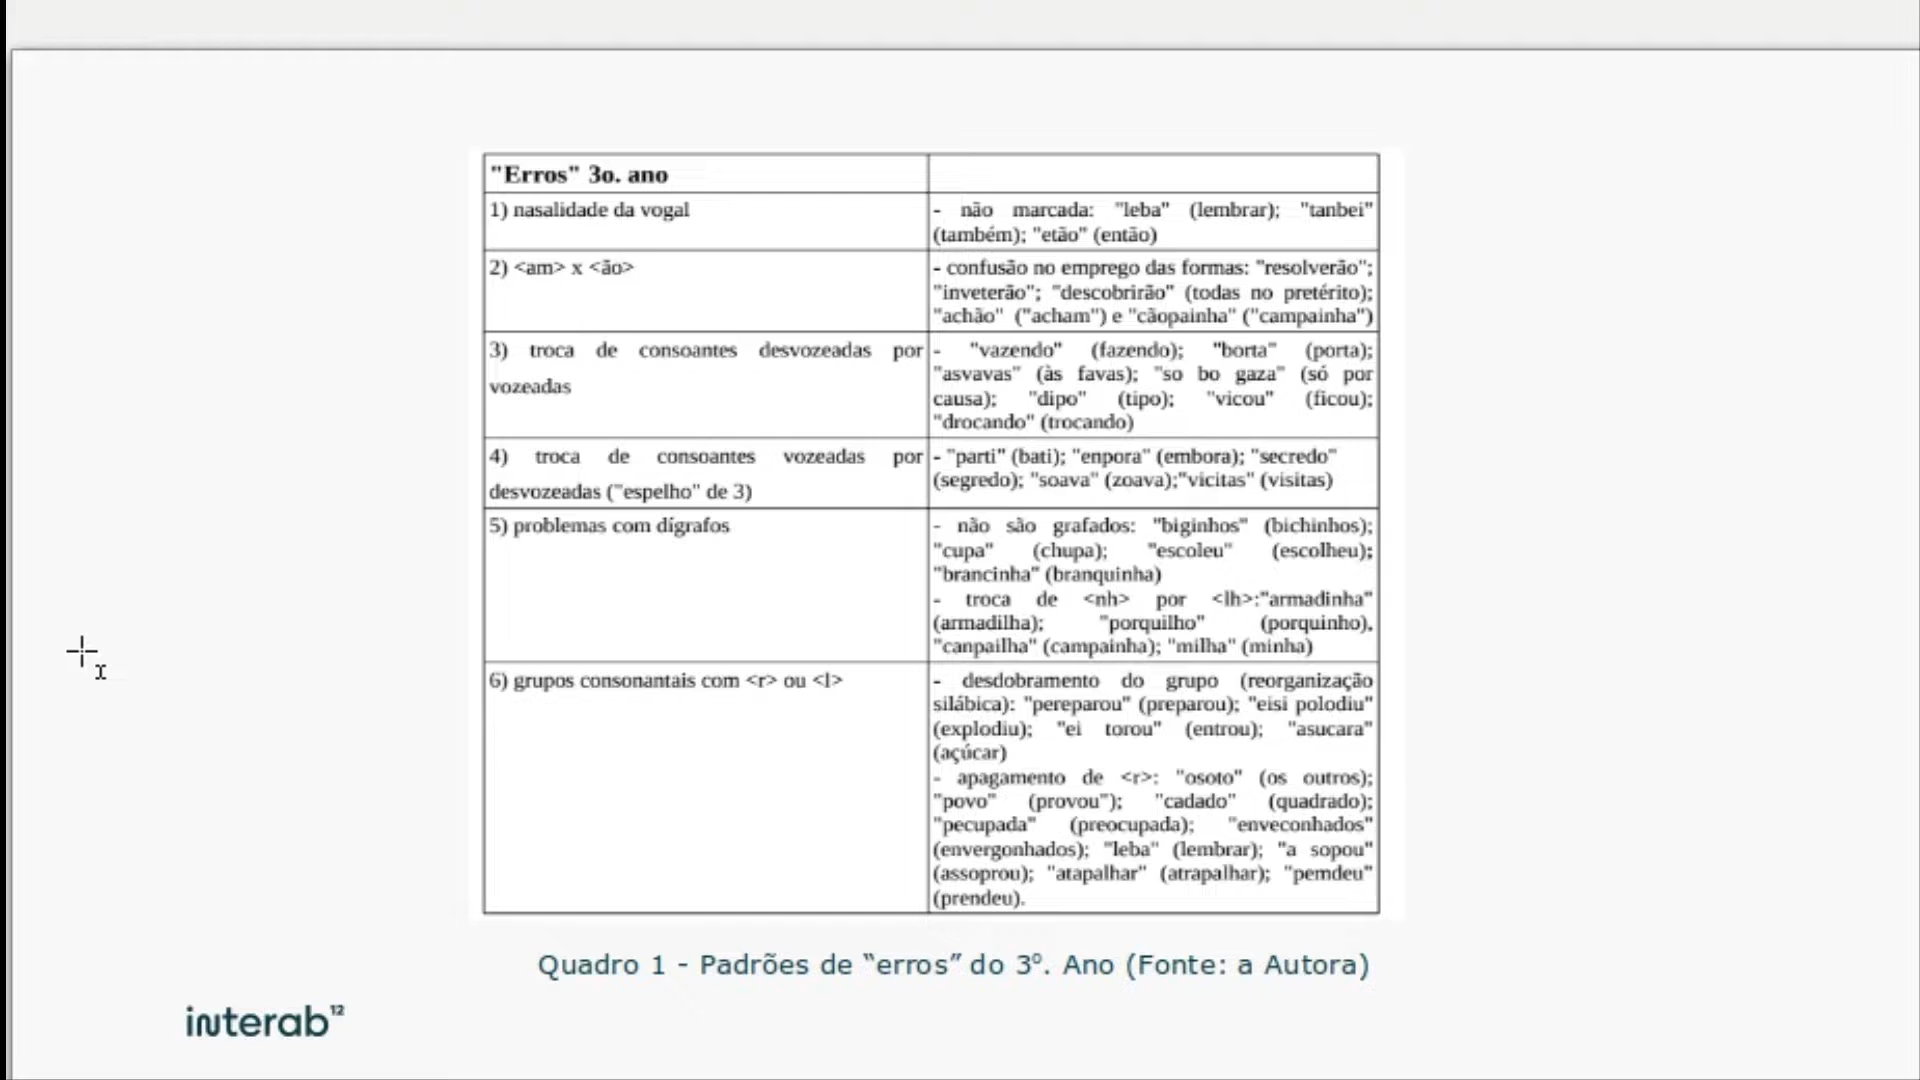 "Erros" 3o. ano
1) nasalidade da vogal
- não marcada: "leba" (lembrar); "tanbei"
(também); "etão" (então)
2) <am> x <ão>
- confusão no emprego das formas: "resolverão";
"inveterão"; "descobrirão" (todas no pretérito);
"achão" ("acham") e "cãopainha" ("campainha")
3) troca de consoantes desvozeadas por
vozeadas
- "vazendo" (fazendo); "borta" (porta);
"asvavas" (às favas); "so bo gaza" (só por
causa); "dipo" (tipo); "vicou" (ficou);
"drocando" (trocando)
4) troca de consoantes vozeadas por
desvozeadas ("espelho" de 3)
- "parti" (bati); "enpora" (embora); "secredo"
(segredo); "soava" (zoava);"vicitas" (visitas)
5) problemas com dígrafos
- não são grafados: "biginhos" (bichinhos);
"cupa" (chupa); "escoleu" (escolheu);
"brancinha" (branquinha)
- troca de <nh> por <lh>:"armadinha"
(armadilha); "porquilho" (porquinho),
"canpailha" (campainha); "milha" (minha)
6) grupos consonantais com <r> ou <l>
- desdobramento do grupo (reorganização
silábica): "pereparou" (preparou); "eisi polodiu"
(explodiu); "ei torou" (entrou); "asucara"
(açúcar)
- apagamento de <r>: "osoto" (os outros);
"povo" (provou"); "cadado" (quadrado);
"pecupada" (preocupada); "enveconhados"
(envergonhados); "leba" (lembrar); "a sopou"
(assoprou); "atapalhar" (atrapalhar); "pemdeu"
(prendeu).
Quadro 1 - Padrões de “erros” do 3º. Ano (Fonte: a Autora)
interab¹²